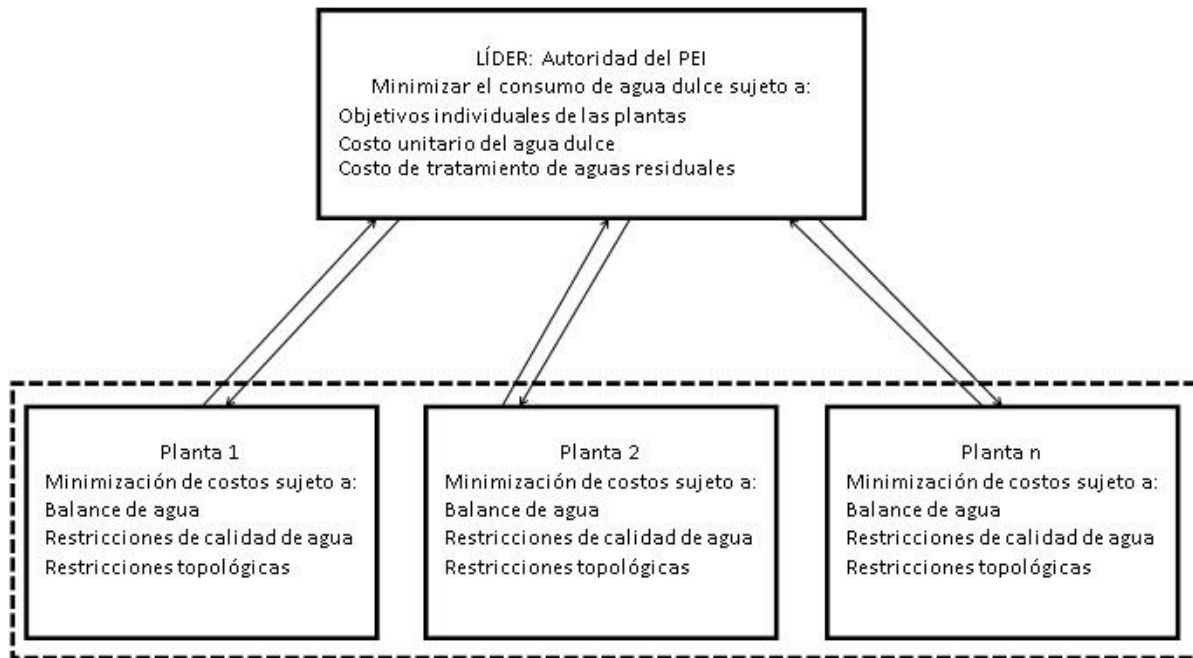 LÍDER: Autoridad del PEI
Minimizar el consumo de agua dulce sujeto a:
Objetivos individuales de las plantas
Costo unitario del agua dulce
Costo de tratamiento de aguas residuales
Planta 1
Minimización de costos sujeto a:
Balance de agua
Restricciones de calidad de agua
Restricciones topológicas
Planta 2
Minimización de costos sujeto a:
Balance de agua
Restricciones de calidad de agua
Restricciones topológicas
Planta n
Minimización de costos sujeto a:
Balance de agua
Restricciones de calidad de agua
Restricciones topológicas